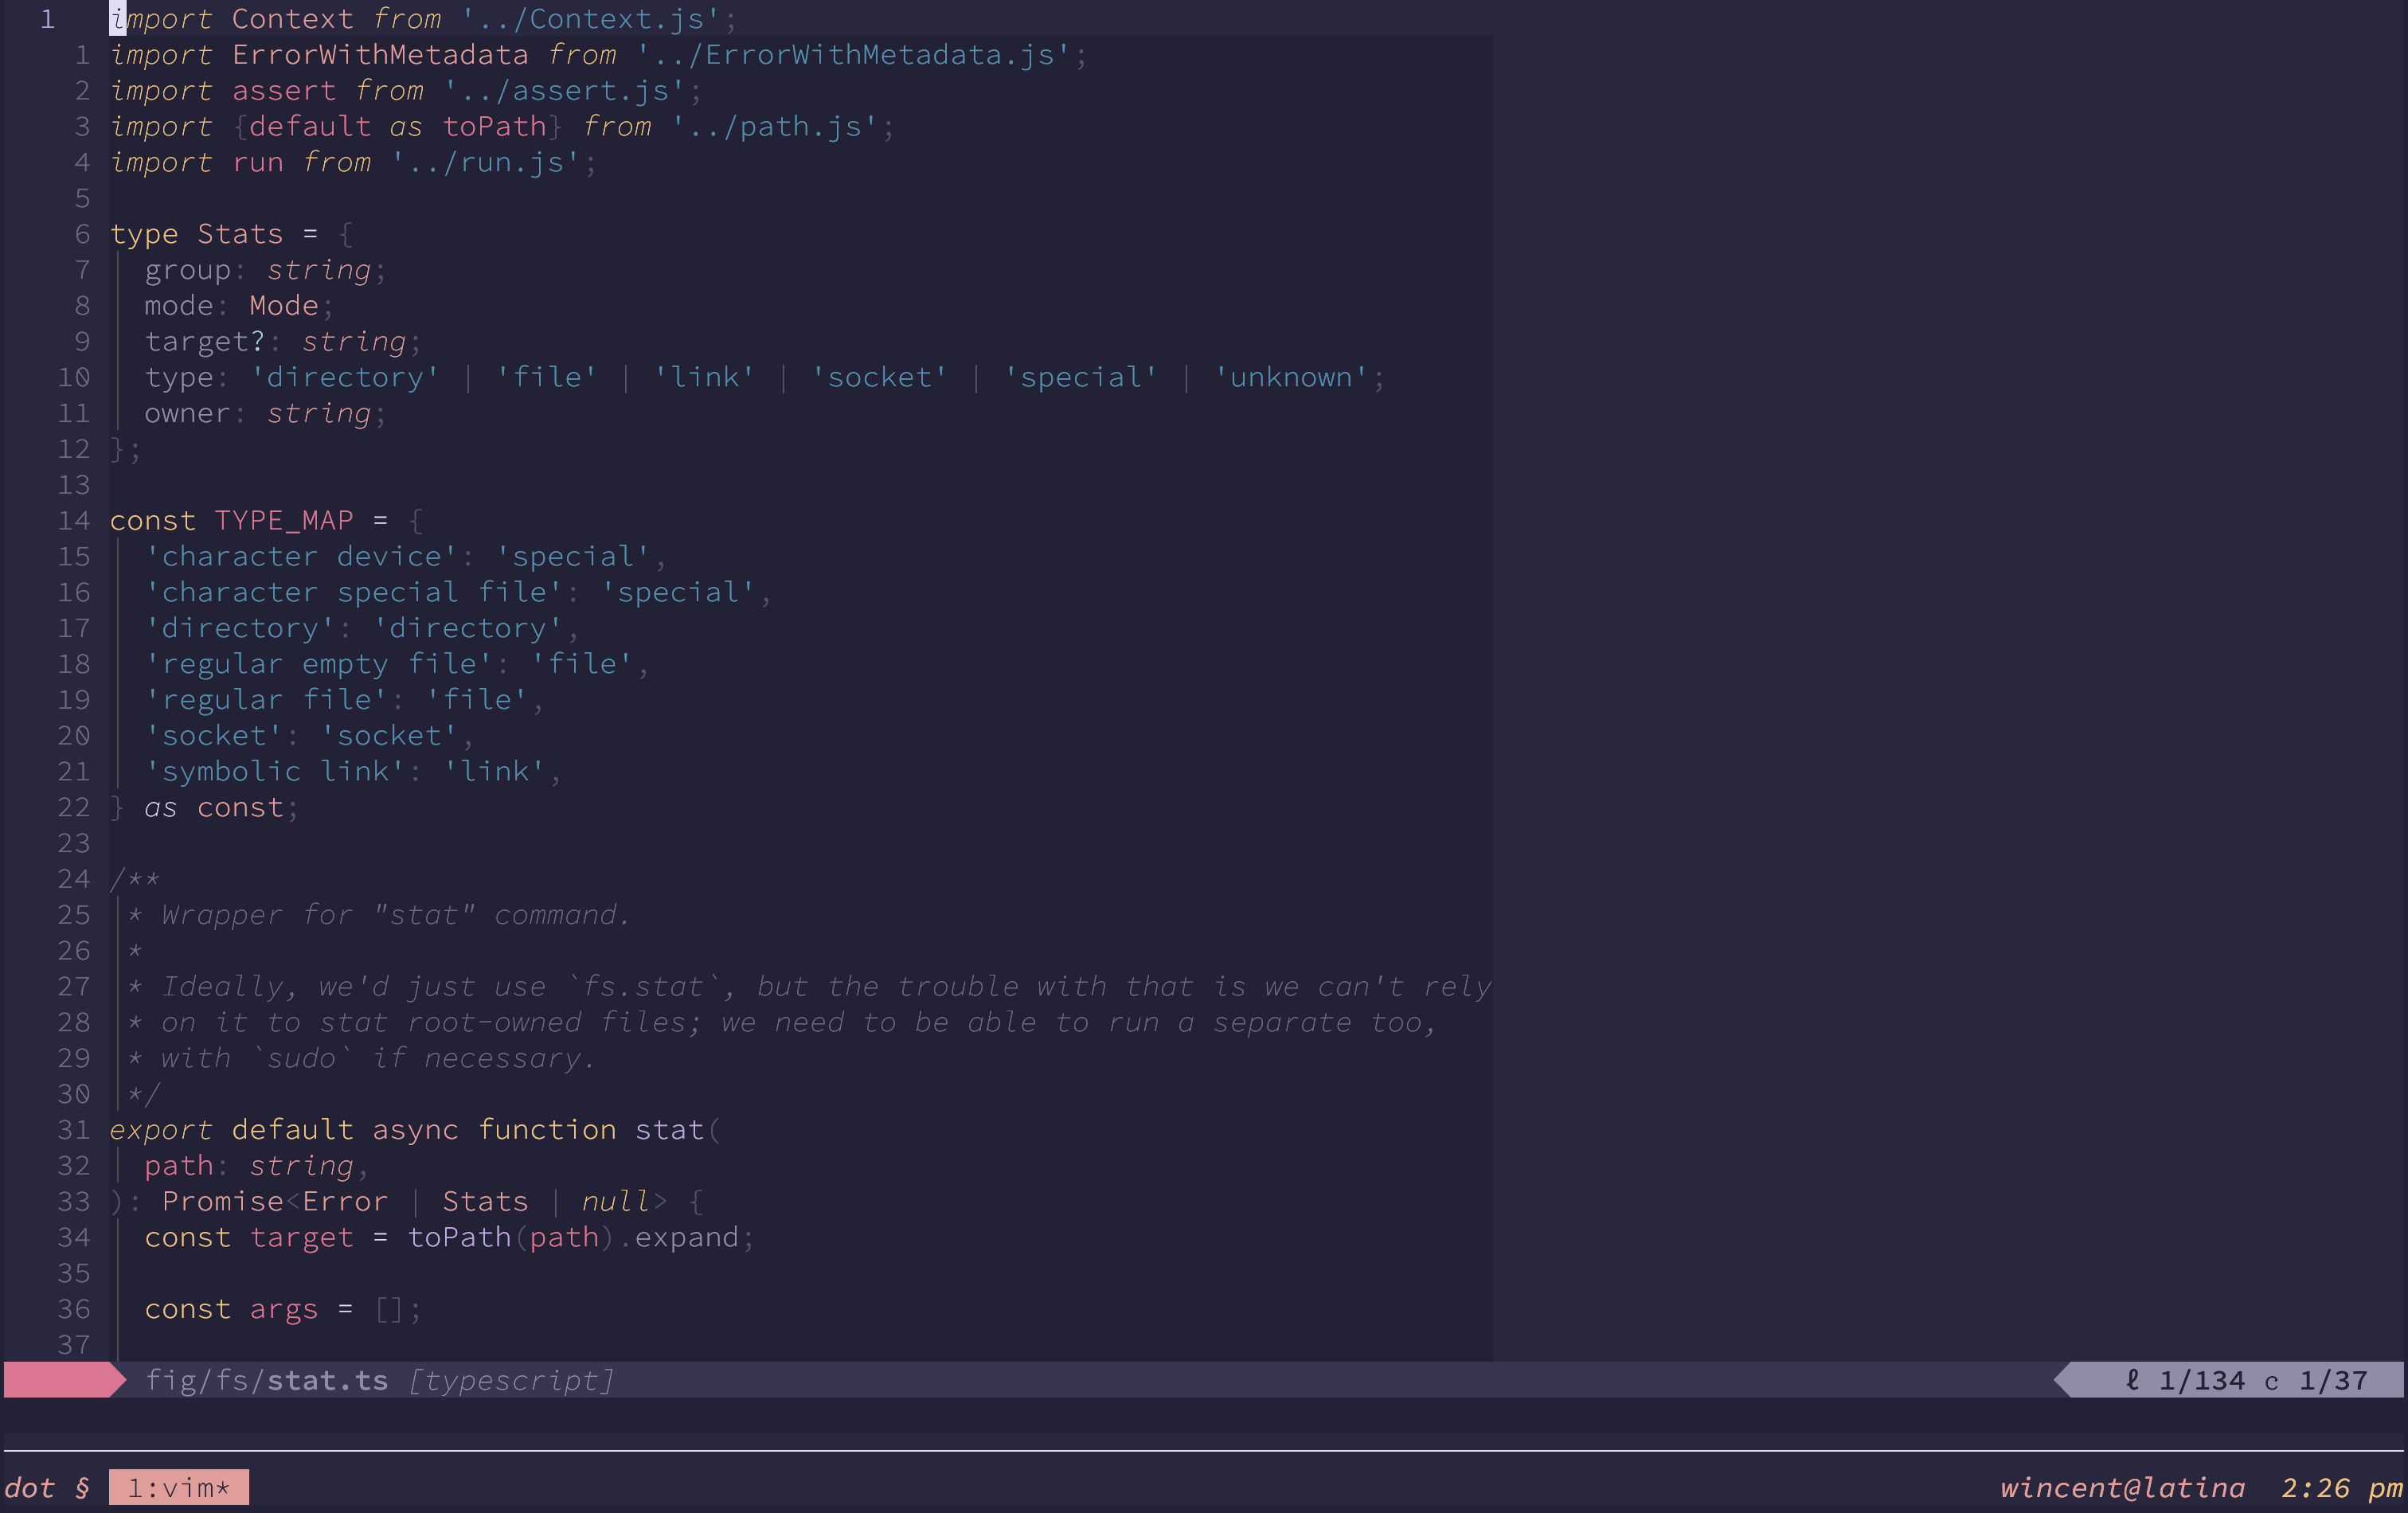 1 import Context from '../Context.js';
1 import ErrorWithMetadata from '../ErrorWithMetadata.js';
2 import assert from '../assert.js';
3 import {default as toPath} from '../path.js';
4 import run from '../run.js';
5
6 type Stats = {
7 group: string;
8 mode: Mode;
9 target?: string;
10 type: 'directory' | 'file' | 'link' | 'socket' | 'special' | 'unknown';
11 owner: string;
12 };
13
14 const TYPE_MAP = {
15 'character device': 'special',
16 'character special file': 'special',
17 'directory': 'directory',
18 'regular empty file': 'file',
19 'regular file': 'file',
20 'socket': 'socket',
21 'symbolic link': 'link',
22 } as const;
23
24 /**
25 * Wrapper for "stat" command.
26 *
27 * Ideally, we'd just use `fs.stat`, but the trouble with that is we can't rely
28 * on it to stat root-owned files; we need to be able to run a separate too,
29 * with `sudo` if necessary.
30 */
31 export default async function stat(
32 path: string,
33 ): Promise<Error | Stats | null> {
34 const target = toPath(path).expand;
35
36 const args = [];
37
fig/fs/stat.ts [typescript] ℓ 1/134 c 1/37
dot § 1:vim* wincent@latina 2:26 pm